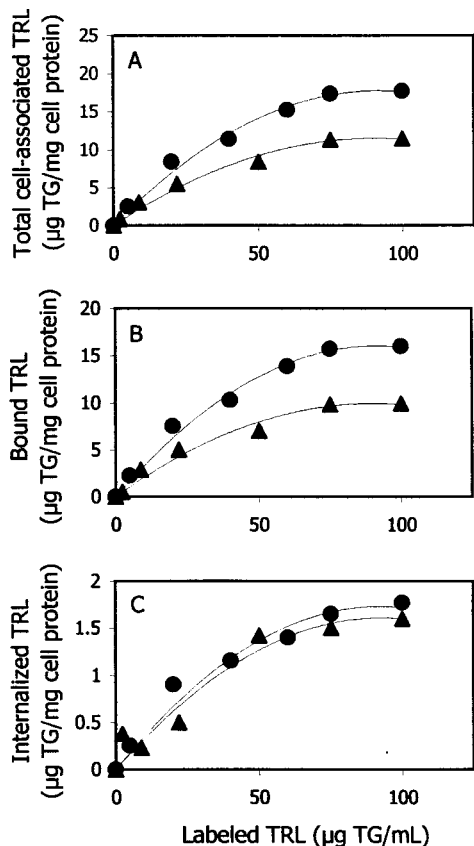 Total cell-associated TRL
(µg TG/mg cell protein)
25
20
15
10
5
0
A
0
50
100
Bound TRL
(µg TG/mg cell protein)
20
15
10
5
0
B
0
50
100
Internalized TRL
(µg TG/mg cell protein)
2
1.5
1
0.5
0
C
0
50
100
Labeled TRL (µg TG/mL)